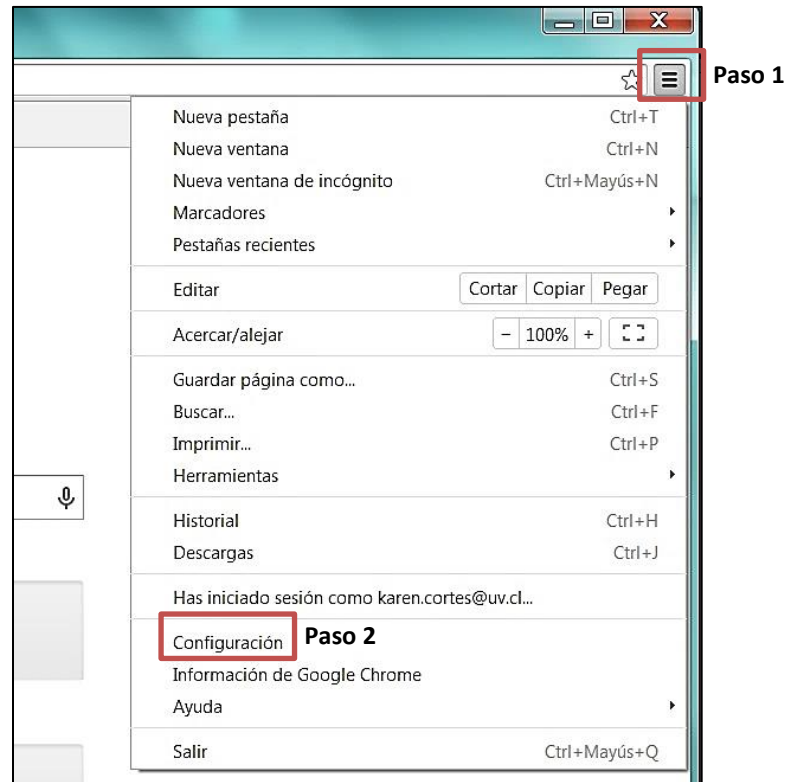 Paso 1
Nueva pestaña Ctrl+T
Nueva ventana Ctrl+N
Nueva ventana de incógnito Ctrl+Mayús+N
Marcadores
Pestañas recientes
Editar Cortar Copiar Pegar
Acercar/alejar - 100% +
Guardar página como... Ctrl+S
Buscar... Ctrl+F
Imprimir... Ctrl+P
Herramientas
Historial Ctrl+H
Descargas Ctrl+J
Has iniciado sesión como karen.cortes@uv.cl...
Configuración Paso 2
Información de Google Chrome
Ayuda
Salir Ctrl+Mayús+Q